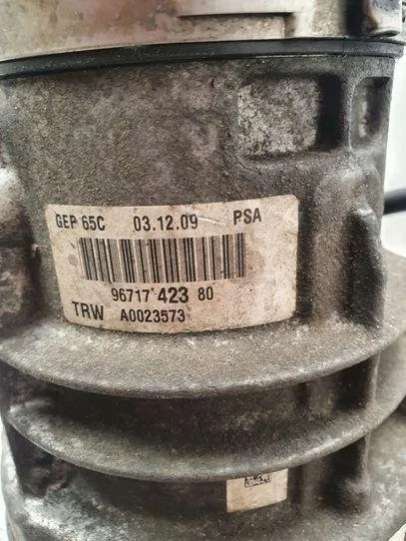 GEP 65C 03.12.09 PSA
96717 423 80
TRW A0023573